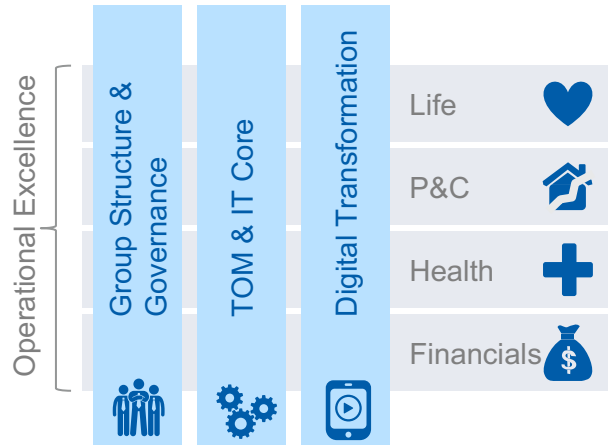 Operational Excellence
Group Structure &
Governance
TOM & IT Core
Digital Transformation
Life
P&C
Health
Financials
$